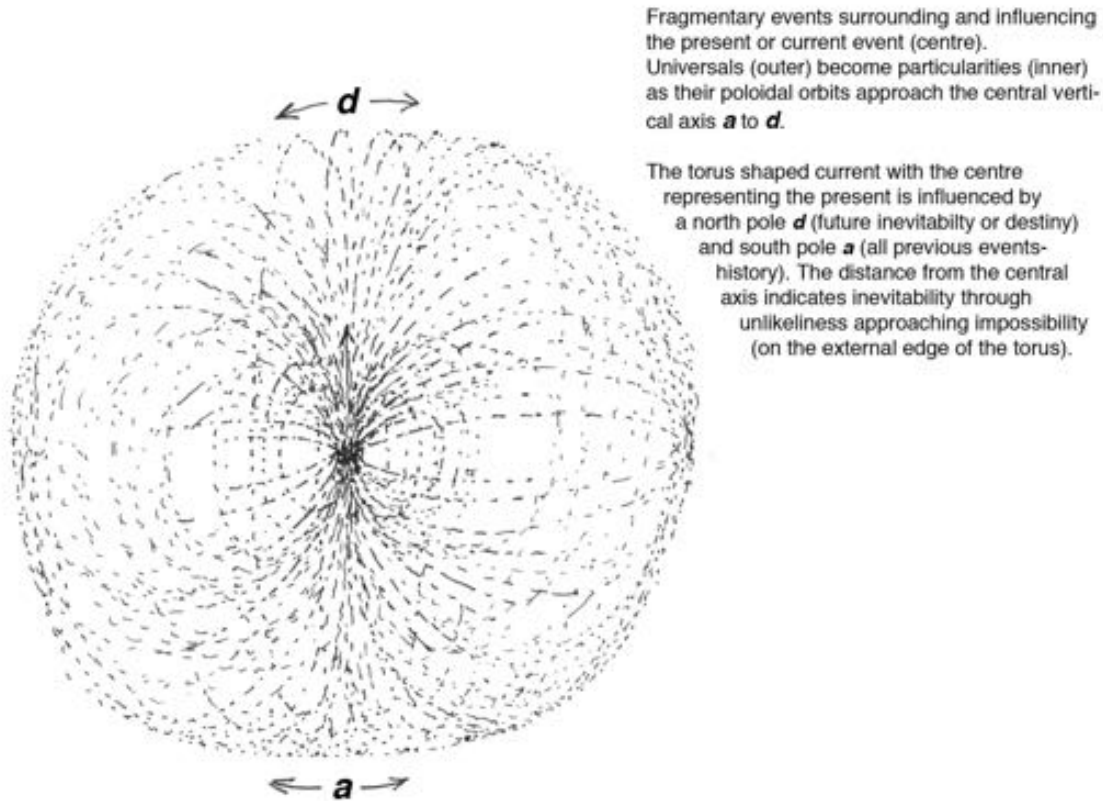 Fragmentary events surrounding and influencing
the present or current event (centre).
Universals (outer) become particularities (inner)
as their poloidal orbits approach the central verti-
cal axis a to d.
The torus shaped current with the centre
representing the present is influenced by
a north pole d (future inevitabilty or destiny)
and south pole a (all previous events-
history). The distance from the central
axis indicates inevitability through
unlikeliness approaching impossibility
(on the external edge of the torus).
d
a